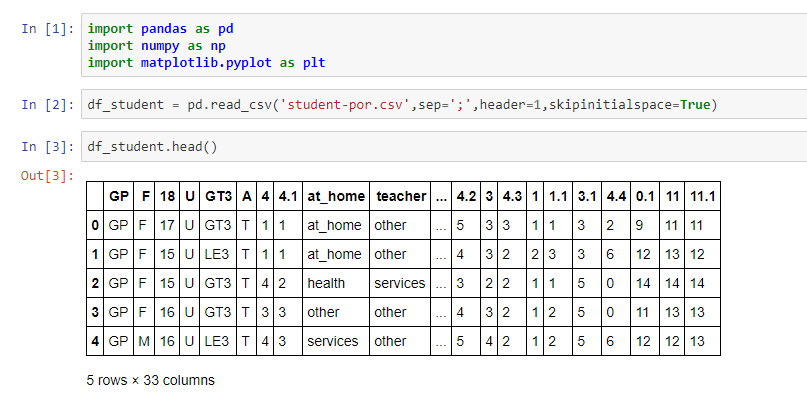 In [1]: import pandas as pd
import numpy as np
import matplotlib.pyplot as plt
In [2]: df_student = pd.read_csv('student-por.csv',sep=';',header=1,skipinitialspace=True)
In [3]: df_student.head()
Out[3]:
GP F 18 U GT3 A 4 4.1 at_home teacher ... 4.2 3 4.3 1 1.1 3.1 4.4 0.1 11 11.1
0 GP F 17 U GT3 T 1 1 at_home other ... 5 3 3 1 1 3 2 9 11 11
1 GP F 15 U LE3 T 1 1 at_home other ... 4 3 2 2 3 3 6 12 13 12
2 GP F 15 U GT3 T 4 2 health services ... 3 2 2 1 1 5 0 14 14 14
3 GP F 16 U GT3 T 3 3 other other ... 4 3 2 1 2 5 0 11 13 13
4 GP M 16 U LE3 T 4 3 services other ... 5 4 2 1 2 5 6 12 12 13
5 rows × 33 columns